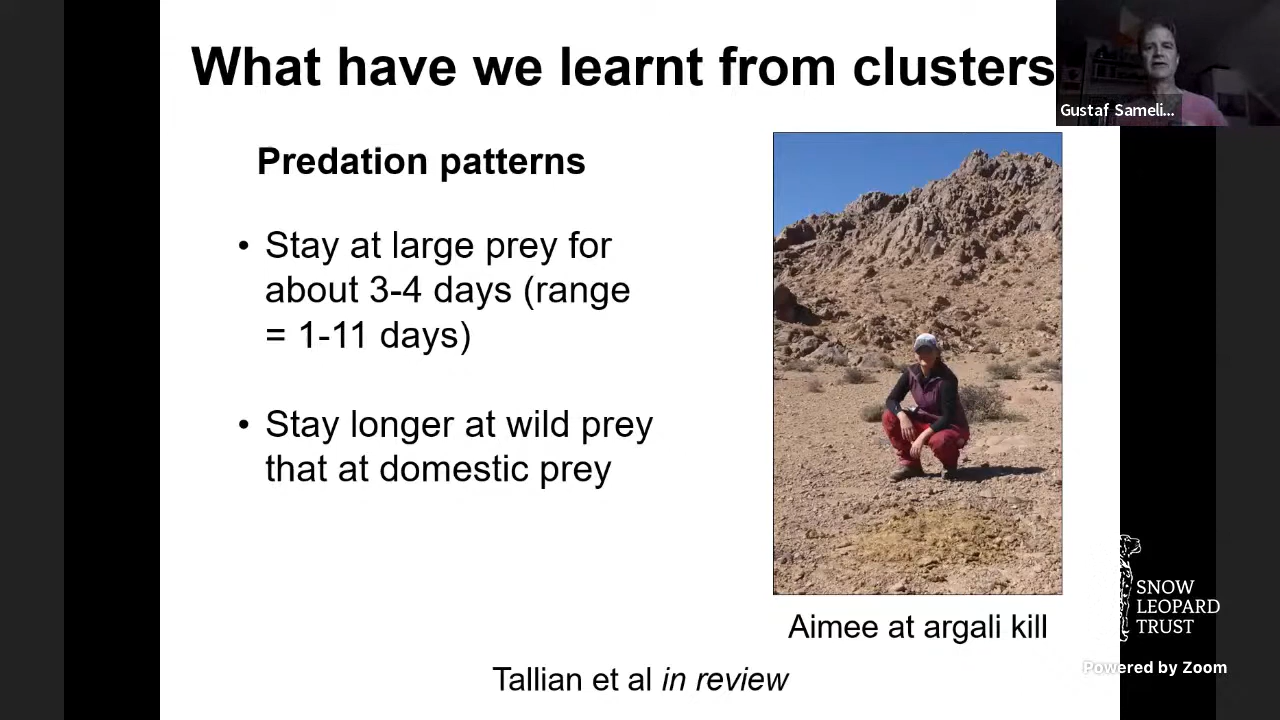 What have we learnt from clusters
Gustaf Sameli...
Predation patterns
• Stay at large prey for
about 3-4 days (range
= 1-11 days)
• Stay longer at wild prey
that at domestic prey
Aimee at argali kill
Tallian et al in review
SNOW
LEOPARD
TRUST
Powered by Zoom